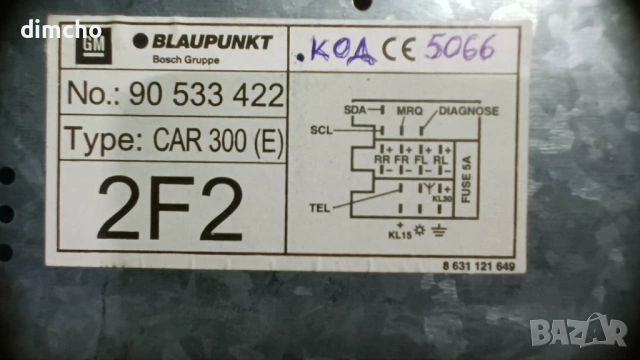 dimcho
GM BLAUPUNKT
Bosch Gruppe
.КОД CE 5066
No.: 90 533 422
Type: CAR 300 (E)
2F2
SDA MRQ DIAGNOSE
SCL
+ + + +
RR FR FL RL
- - - -
FUSE 5A
+
KL30
TEL
+
KL15
8 631 121 649
BAZAR
bg